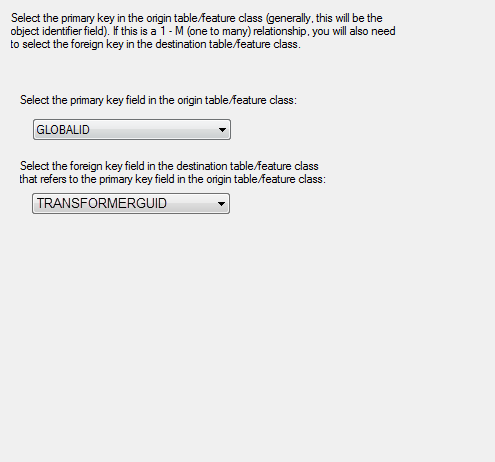 Select the primary key in the origin table/feature class (generally, this will be the
object identifier field). If this is a 1 - M (one to many) relationship, you will also need
to select the foreign key in the destination table/feature class.
Select the primary key field in the origin table/feature class:
GLOBALID
Select the foreign key field in the destination table/feature class
that refers to the primary key field in the origin table/feature class:
TRANSFORMERGUID